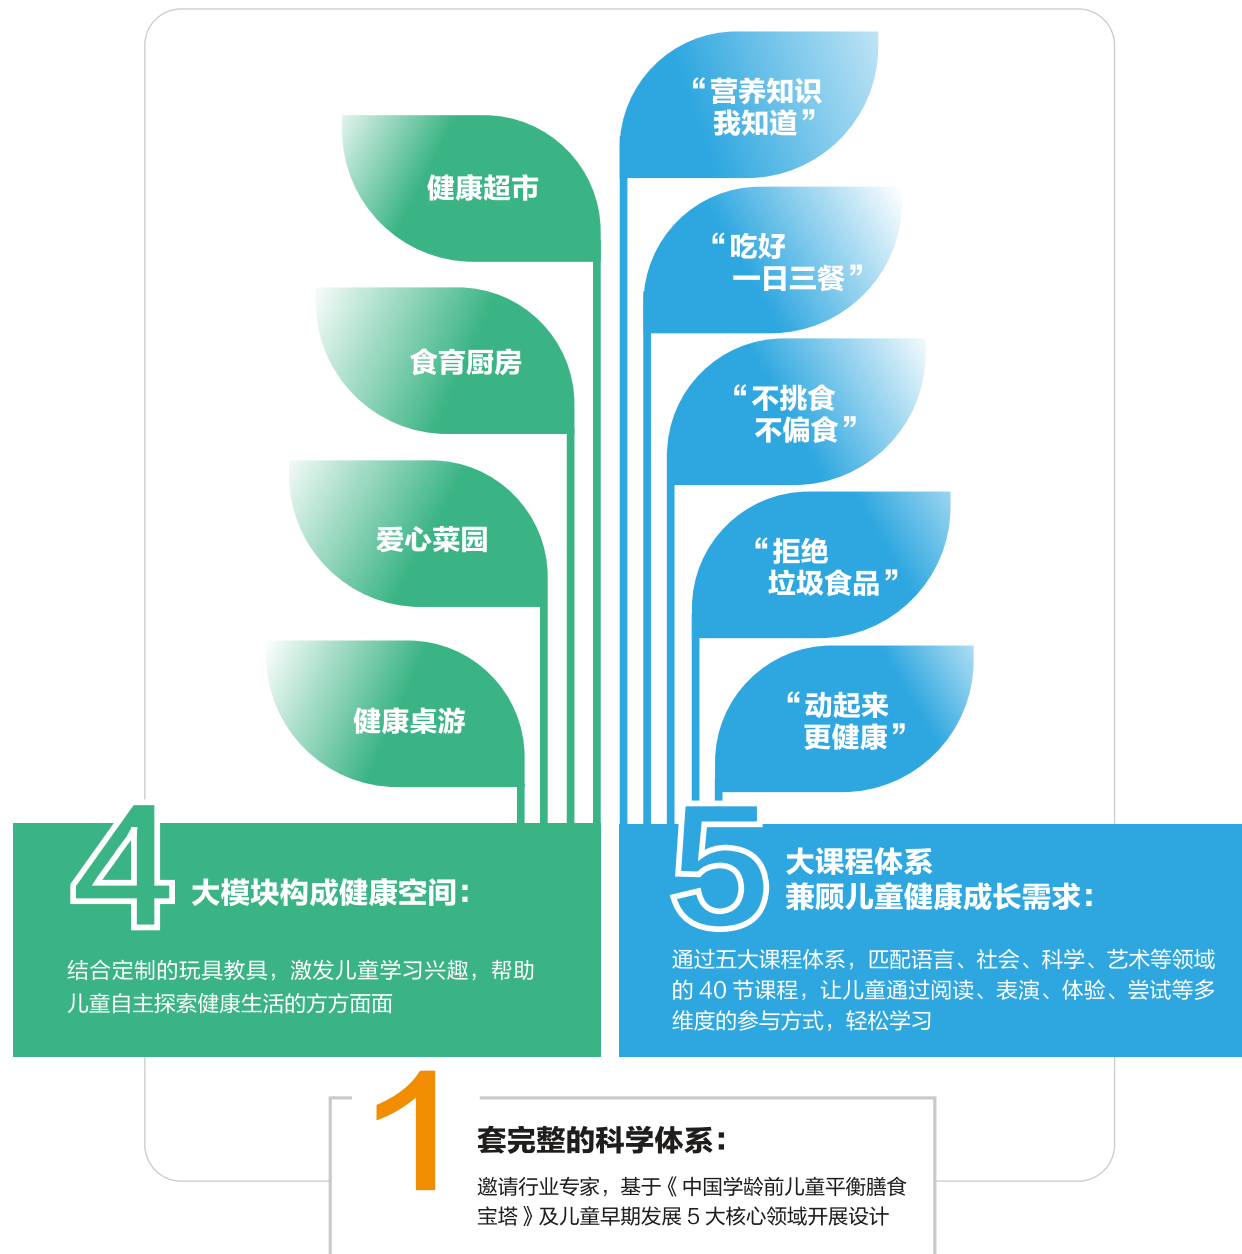 健康超市
食育厨房
爱心菜园
健康桌游
“营养知识
我知道”
“吃好
一日三餐”
“不挑食
不偏食”
“拒绝
垃圾食品”
“动起来
更健康”
4大模块构成健康空间：
结合定制的玩具教具，激发儿童学习兴趣，帮助
儿童自主探索健康生活的方方面面
5大课程体系
兼顾儿童健康成长需求：
通过五大课程体系，匹配语言、社会、科学、艺术等领域
的 40 节课程，让儿童通过阅读、表演、体验、尝试等多
维度的参与方式，轻松学习
1套完整的科学体系：
邀请行业专家，基于《中国学龄前儿童平衡膳食
宝塔》及儿童早期发展 5 大核心领域开展设计